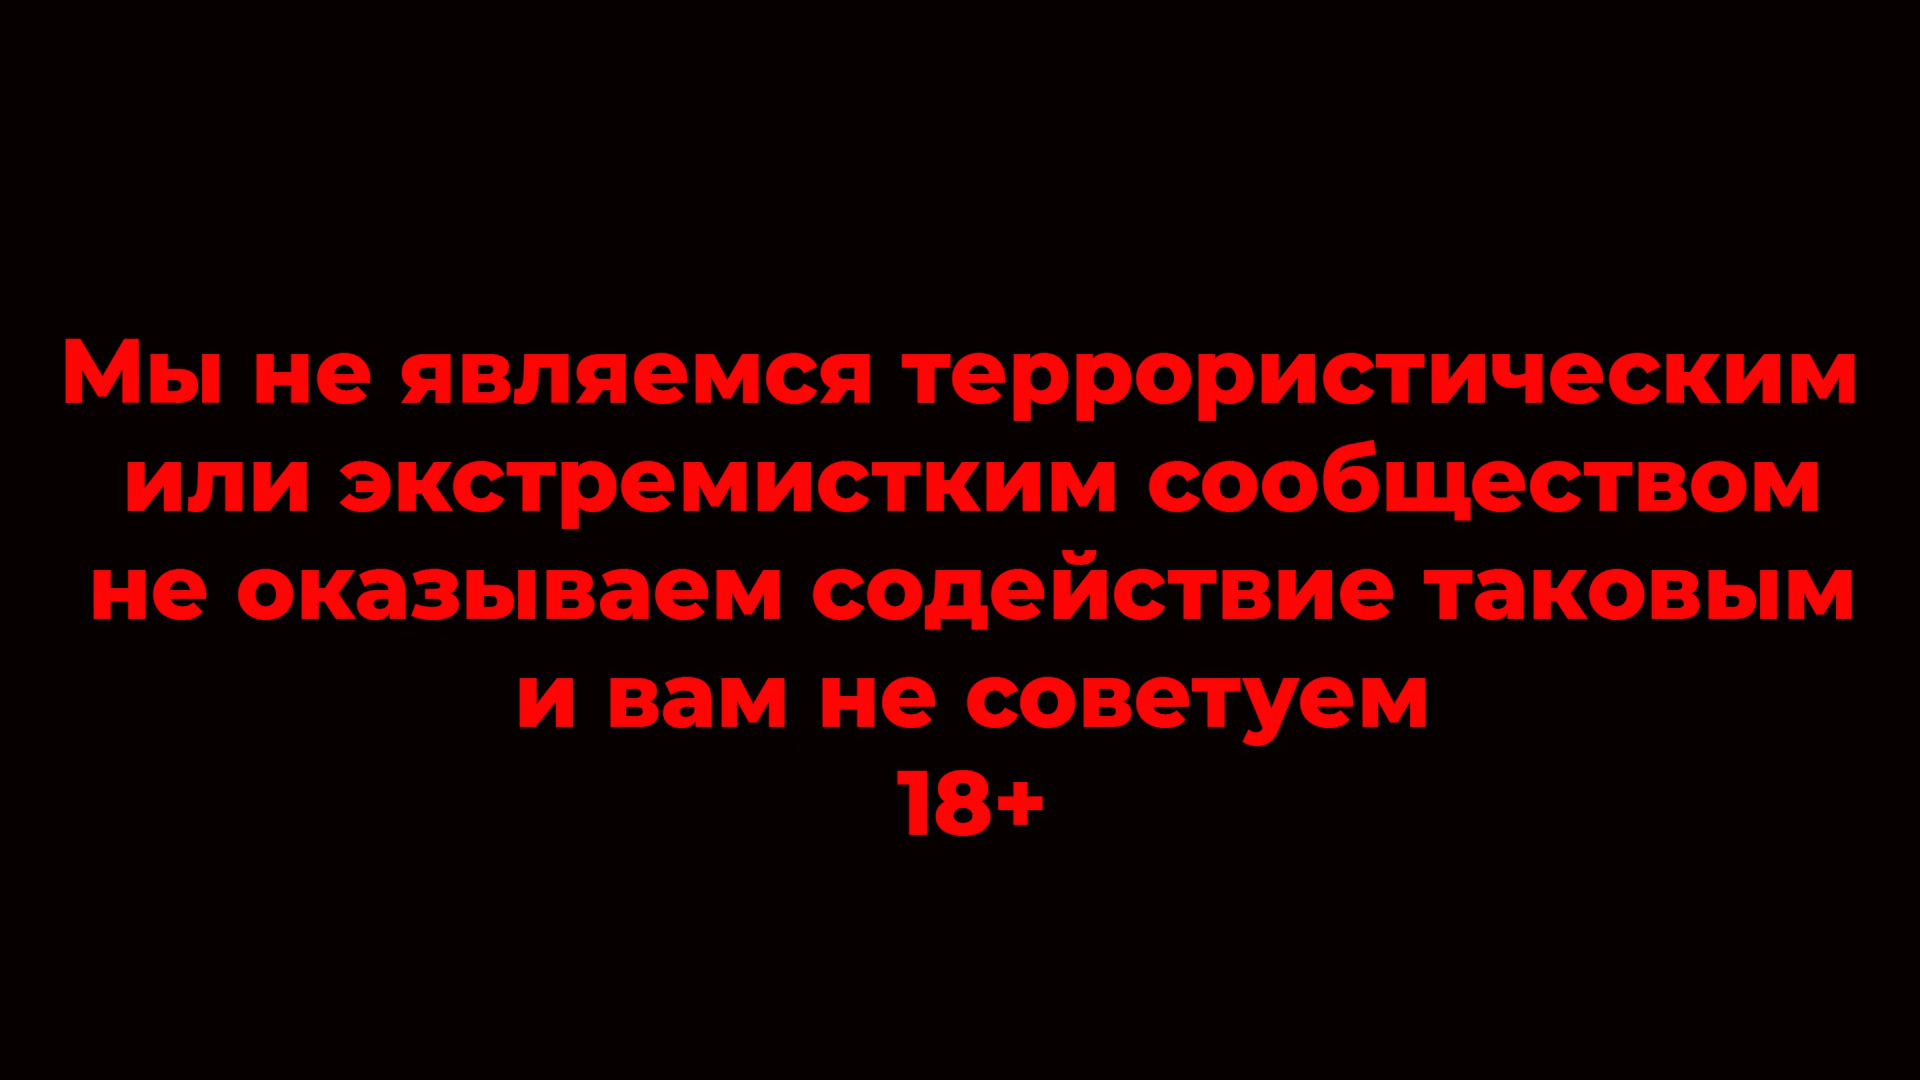 Мы не являемся террористическим
или экстремистким сообществом
не оказываем содействие таковым
и вам не советуем
18+